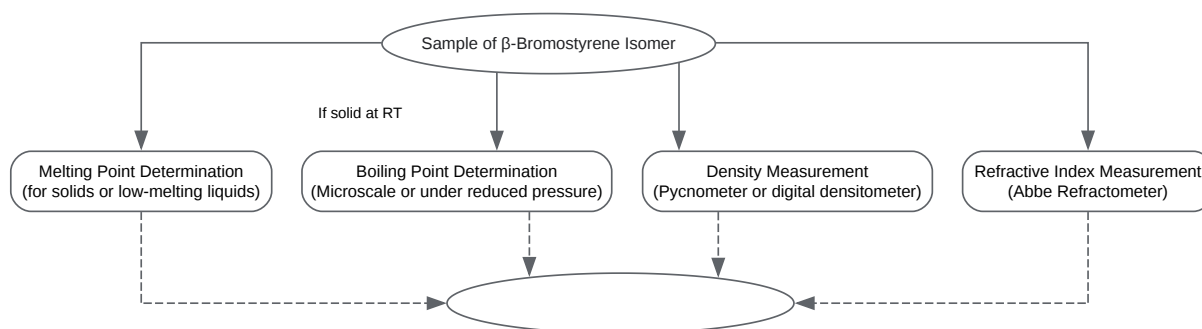 Sample of β-Bromostyrene Isomer
If solid at RT
Melting Point Determination
(for solids or low-melting liquids)
Boiling Point Determination
(Microscale or under reduced pressure)
Density Measurement
(Pycnometer or digital densitometer)
Refractive Index Measurement
(Abbe Refractometer)